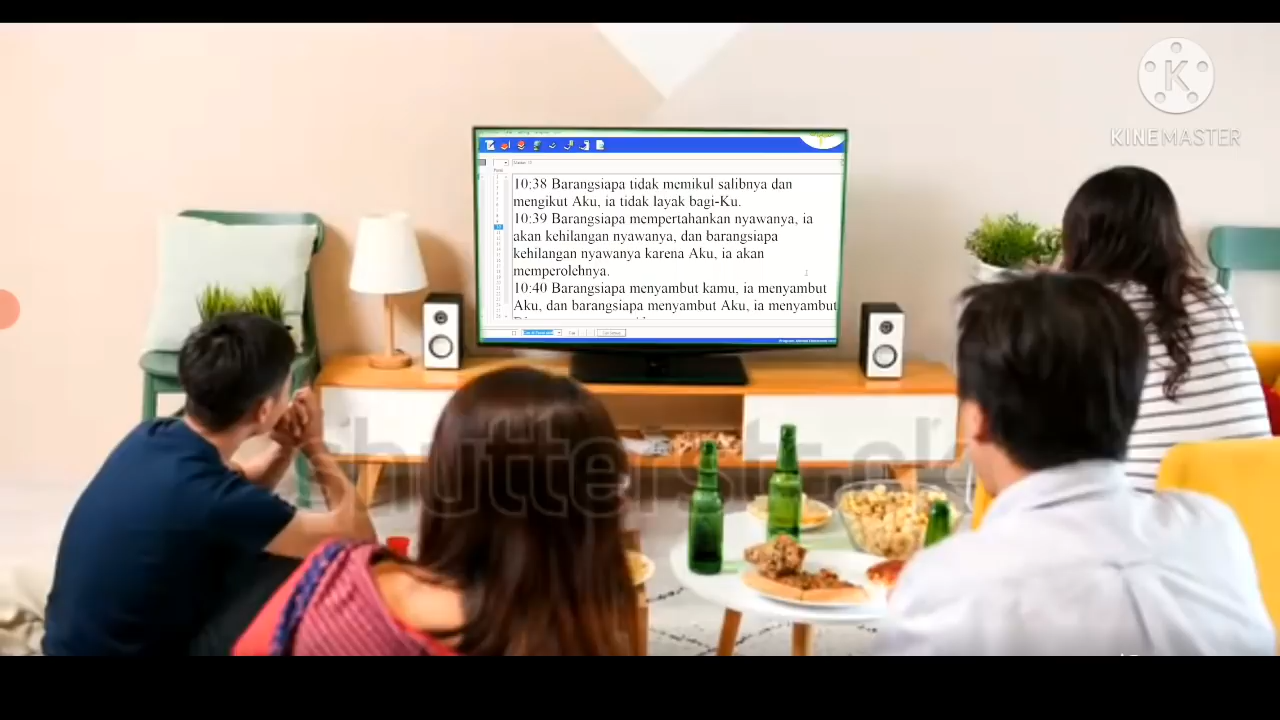 KINEMASTER
10:38 Barangsiapa tidak memikul salibnya dan
mengikut Aku, ia tidak layak bagi-Ku.
10:39 Barangsiapa mempertahankan nyawanya, ia
akan kehilangan nyawanya, dan barangsiapa
kehilangan nyawanya karena Aku, ia akan
memperolehnya.
10:40 Barangsiapa menyambut kamu, ia menyambut
Aku, dan barangsiapa menyambut Aku, ia menyambut
shutterstock